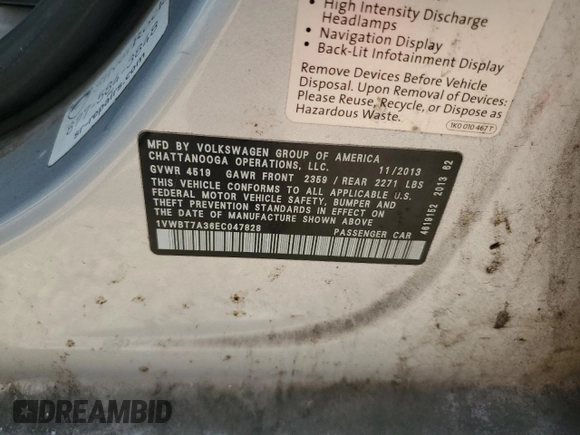 • High Intensity Discharge
Headlamps
• Navigation Display
• Back-Lit Infotainment Display
Remove Devices Before Vehicle
Disposal. Upon Removal of Devices:
Please Reuse, Recycle, or Dispose as
Hazardous Waste.
1K0 010 467 T
MFD BY VOLKSWAGEN GROUP OF AMERICA
CHATTANOOGA OPERATIONS, LLC. 11/2013
GVWR 4519 GAWR FRONT 2359 / REAR 2271 LBS
THIS VEHICLE CONFORMS TO ALL APPLICABLE U.S.
FEDERAL MOTOR VEHICLE SAFETY, BUMPER AND
THEFT PREVENTION STANDARDS IN EFFECT ON
THE DATE OF MANUFACTURE SHOWN ABOVE
1VWBT7A36EC047828 PASSENGER CAR
4619152 2013 62
DREAMBID